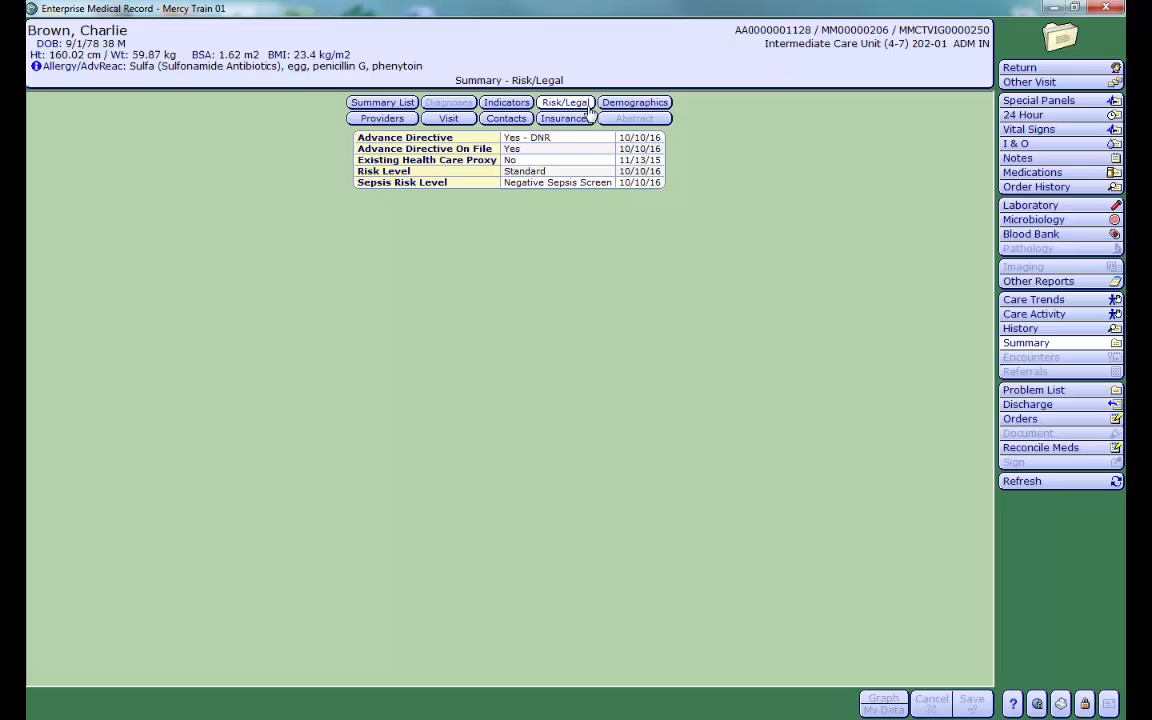 Enterprise Medical Record - Mercy Train 01
Brown, Charlie
DOB: 9/1/78 38 M
Ht: 160.02 cm / Wt: 59.87 kg BSA: 1.62 m2 BMI: 23.4 kg/m2
Allergy/AdvReac: Sulfa (Sulfonamide Antibiotics), egg, penicillin G, phenytoin
AA0000001128 / MM00000206 / MMCTVIG0000250
Intermediate Care Unit (4-7) 202-01 ADM IN
Summary - Risk/Legal
Summary List Diagnoses Indicators Risk/Legal Demographics
Providers Visit Contacts Insurance Abstract
Advance Directive Yes - DNR 10/10/16
Advance Directive On File Yes 10/10/16
Existing Health Care Proxy No 11/13/15
Risk Level Standard 10/10/16
Sepsis Risk Level Negative Sepsis Screen 10/10/16
Return
Other Visit
Special Panels
24 Hour
Vital Signs
I & O
Notes
Medications
Order History
Laboratory
Microbiology
Blood Bank
Pathology
Imaging
Other Reports
Care Trends
Care Activity
History
Summary
Encounters
Referrals
Problem List
Discharge
Orders
Document
Reconcile Meds
Sign
Refresh
Graph
My Data
Cancel
Save
?